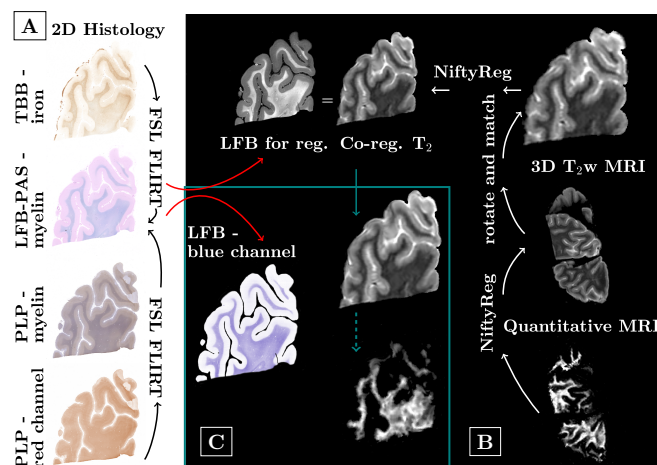 A
2D Histology
TBB -
iron
LFB-PAS -
myelin
PLP -
myelin
PLP -
red channel
FSL FLIRT
FSL FLIRT
NiftyReg
=
LFB for reg. Co-reg. T₂
3D T₂w MRI
rotate and match
LFB -
blue channel
Quantitative MRI
NiftyReg
C
B